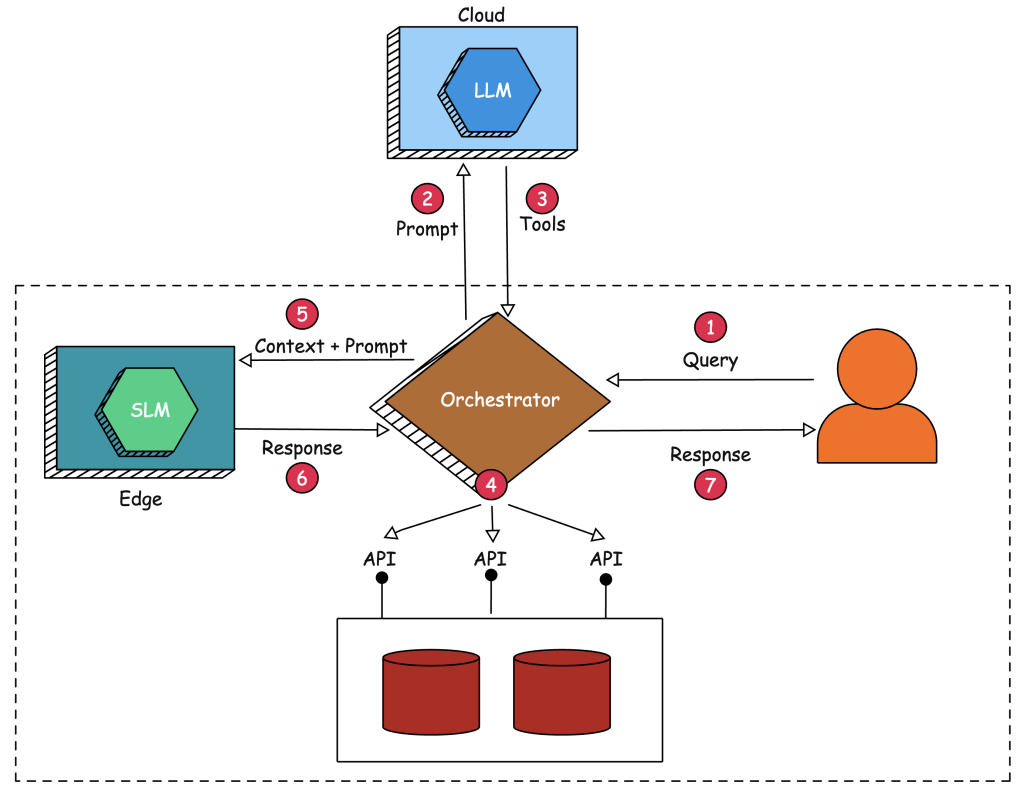 Cloud
LLM
2
3
Prompt
Tools
5
1
Context + Prompt
Query
SLM
Orchestrator
Response
Response
6
4
7
Edge
API
API
API